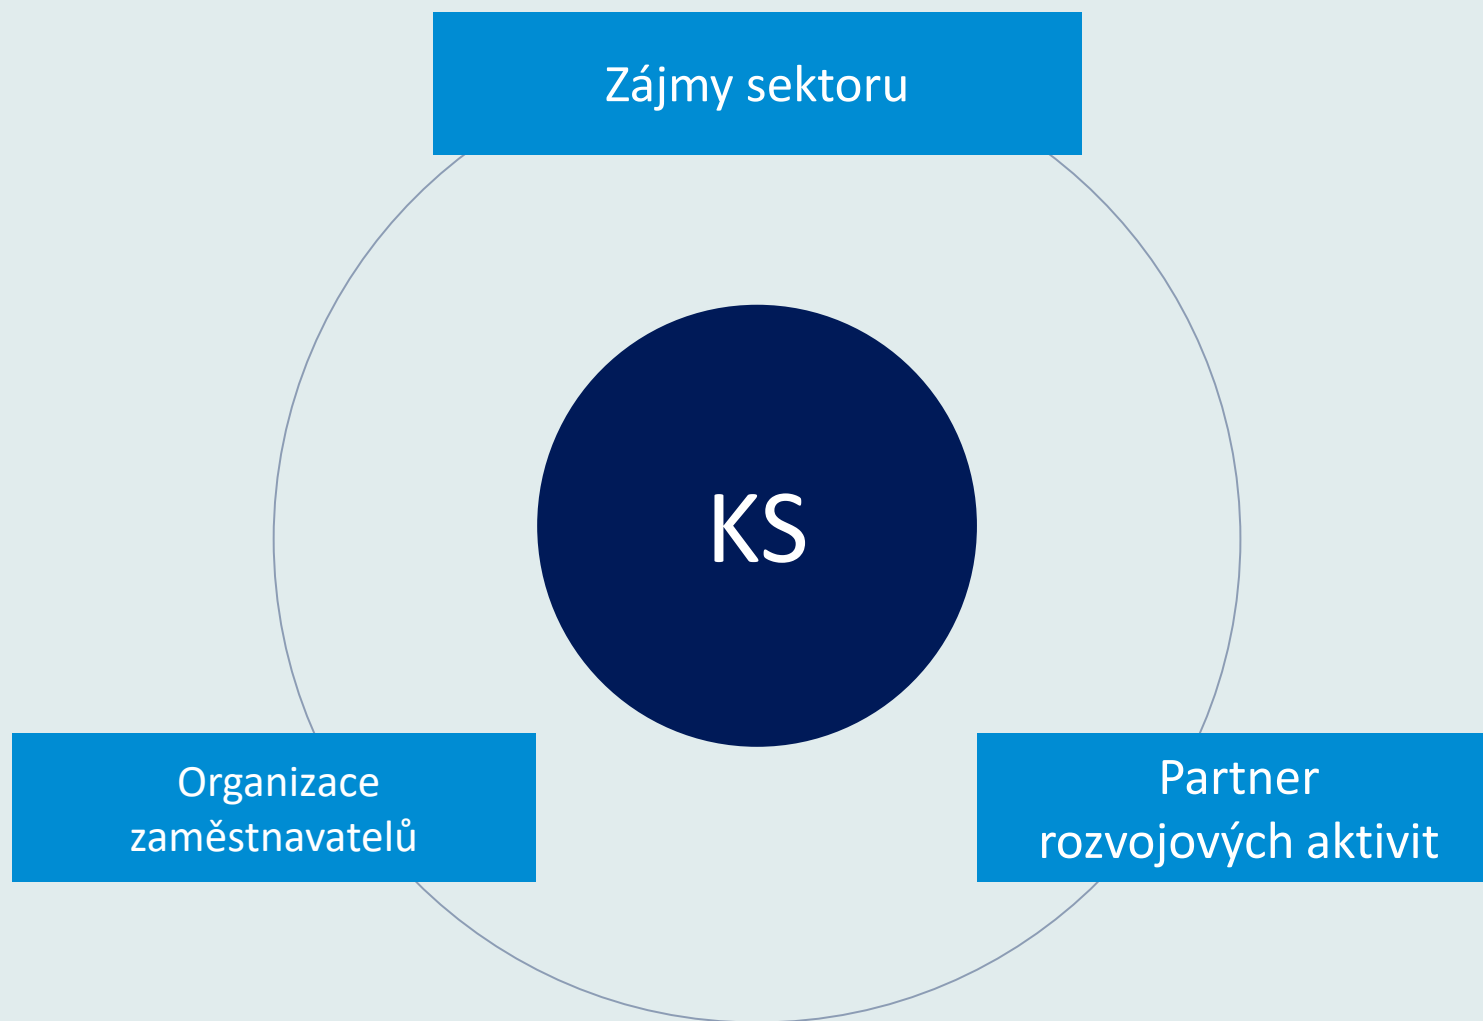 Zájmy sektoru
KS
Organizace
zaměstnavatelů
Partner
rozvojových aktivit